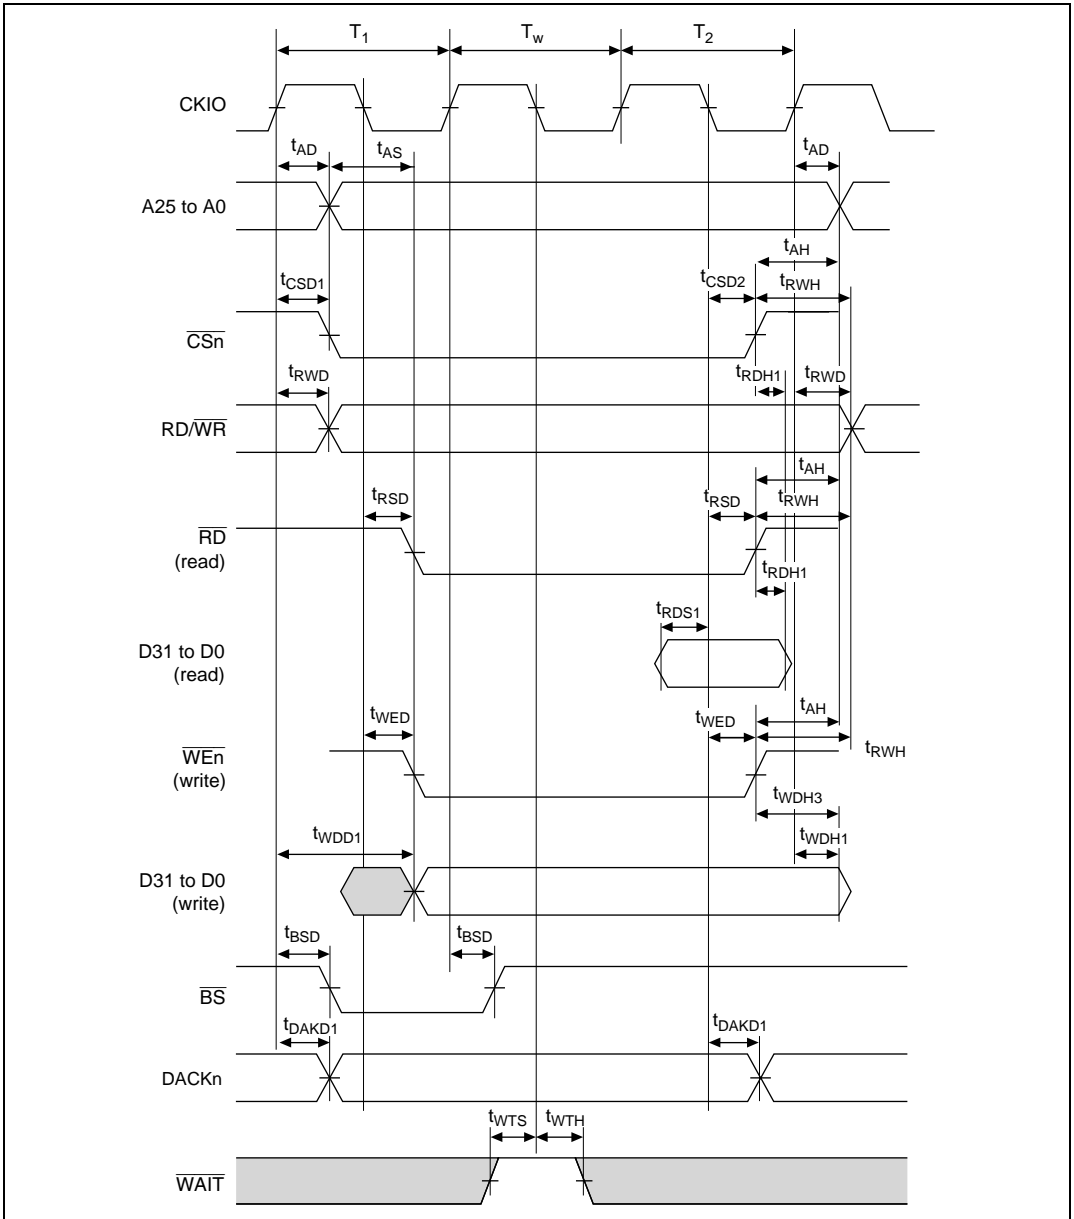 T1 Tw T2
CKIO
tAD tAS tAD
A25 to A0
tAH
tCSD1 tCSD2 tRWH
CSn
tRWD tRDH1 tRWD
RD/WR
tAH
tRSD tRSD tRWH
RD
(read)
tRDH1
tRDS1
D31 to D0
(read)
tAH
tWED tWED
tRWH
WEn
(write)
tWDH3
tWDD1 tWDH1
D31 to D0
(write)
tBSD tBSD
BS
tDAKD1 tDAKD1
DACKn
tWTS tWTH
WAIT